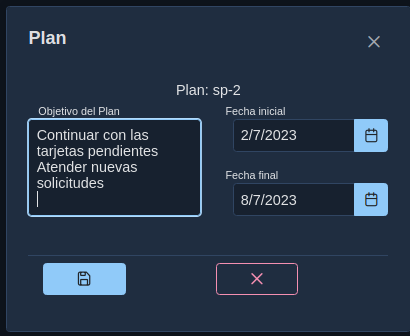 Plan
Plan: sp-2
Objetivo del Plan
Continuar con las
tarjetas pendientes
Atender nuevas
solicitudes
Fecha inicial
2/7/2023
Fecha final
8/7/2023